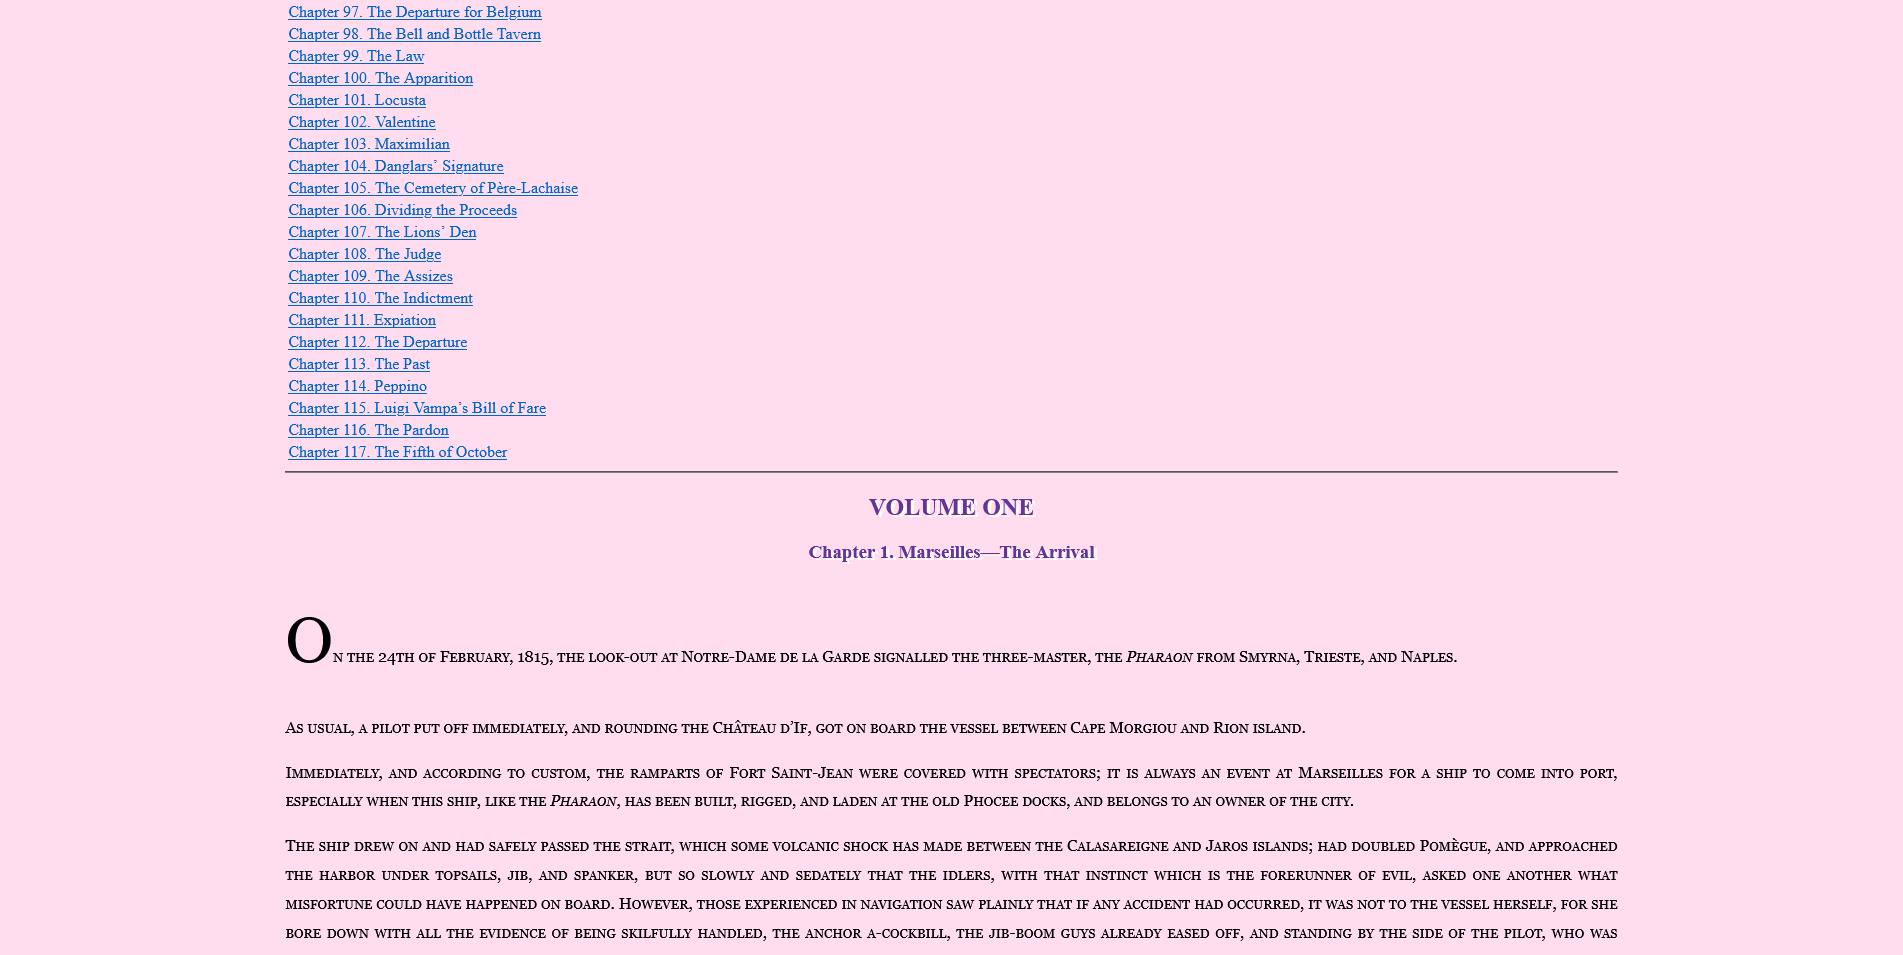 Chapter 97. The Departure for Belgium
Chapter 98. The Bell and Bottle Tavern
Chapter 99. The Law
Chapter 100. The Apparition
Chapter 101. Locusta
Chapter 102. Valentine
Chapter 103. Maximilian
Chapter 104. Danglars’ Signature
Chapter 105. The Cemetery of Père-Lachaise
Chapter 106. Dividing the Proceeds
Chapter 107. The Lions’ Den
Chapter 108. The Judge
Chapter 109. The Assizes
Chapter 110. The Indictment
Chapter 111. Expiation
Chapter 112. The Departure
Chapter 113. The Past
Chapter 114. Peppino
Chapter 115. Luigi Vampa’s Bill of Fare
Chapter 116. The Pardon
Chapter 117. The Fifth of October
VOLUME ONE
Chapter 1. Marseilles—The Arrival
On the 24th of February, 1815, the look-out at Notre-Dame de la Garde signalled the three-master, the Pharaon from Smyrna, Trieste, and Naples.
As usual, a pilot put off immediately, and rounding the Château d’If, got on board the vessel between Cape Morgiou and Rion island.
Immediately, and according to custom, the ramparts of Fort Saint-Jean were covered with spectators; it is always an event at Marseilles for a ship to come into port,
especially when this ship, like the Pharaon, has been built, rigged, and laden at the old Phocee docks, and belongs to an owner of the city.
The ship drew on and had safely passed the strait, which some volcanic shock has made between the Calasareigne and Jaros islands; had doubled Pomègue, and approached
the harbor under topsails, jib, and spanker, but so slowly and sedately that the idlers, with that instinct which is the forerunner of evil, asked one another what
misfortune could have happened on board. However, those experienced in navigation saw plainly that if any accident had occurred, it was not to the vessel herself, for she
bore down with all the evidence of being skilfully handled, the anchor a-cockbill, the jib-boom guys already eased off, and standing by the side of the pilot, who was